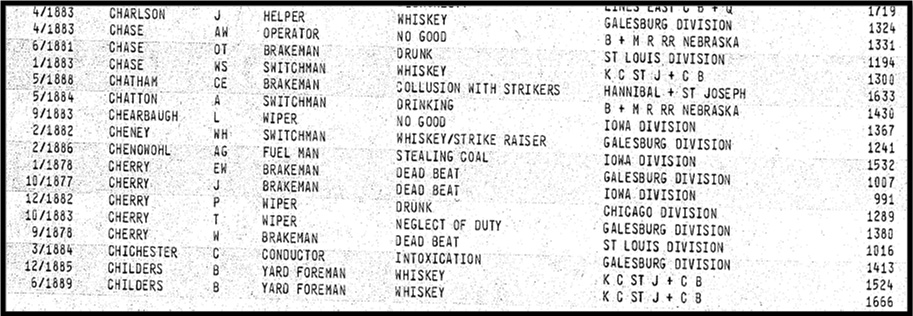 LINES EAST C B + Q 1719
4/1883 CHARLSON J HELPER WHISKEY GALESBURG DIVISION 1324
4/1883 CHASE AW OPERATOR NO GOOD B + M R RR NEBRASKA 1331
6/1881 CHASE OT BRAKEMAN DRUNK ST LOUIS DIVISION 1194
1/1883 CHASE WS SWITCHMAN WHISKEY K C ST J + C B 1300
5/1888 CHATHAM CE BRAKEMAN COLLUSION WITH STRIKERS HANNIBAL + ST JOSEPH 1633
5/1884 CHATTON A SWITCHMAN DRINKING B + M R RR NEBRASKA 1430
9/1883 CHEARBAUGH L WIPER NO GOOD IOWA DIVISION 1367
2/1882 CHENEY WH SWITCHMAN WHISKEY/STRIKE RAISER GALESBURG DIVISION 1241
2/1886 CHENOWOHL AG FUEL MAN STEALING COAL IOWA DIVISION 1532
1/1878 CHERRY EW BRAKEMAN DEAD BEAT GALESBURG DIVISION 1007
10/1877 CHERRY J BRAKEMAN DEAD BEAT IOWA DIVISION 991
12/1882 CHERRY P WIPER DRUNK CHICAGO DIVISION 1289
10/1883 CHERRY T WIPER NEGLECT OF DUTY GALESBURG DIVISION 1380
9/1878 CHERRY W BRAKEMAN DEAD BEAT ST LOUIS DIVISION 1016
3/1884 CHICHESTER C CONDUCTOR INTOXICATION GALESBURG DIVISION 1413
12/1885 CHILDERS B YARD FOREMAN WHISKEY K C ST J + C B 1524
6/1889 CHILDERS B YARD FOREMAN WHISKEY K C ST J + C B 1666